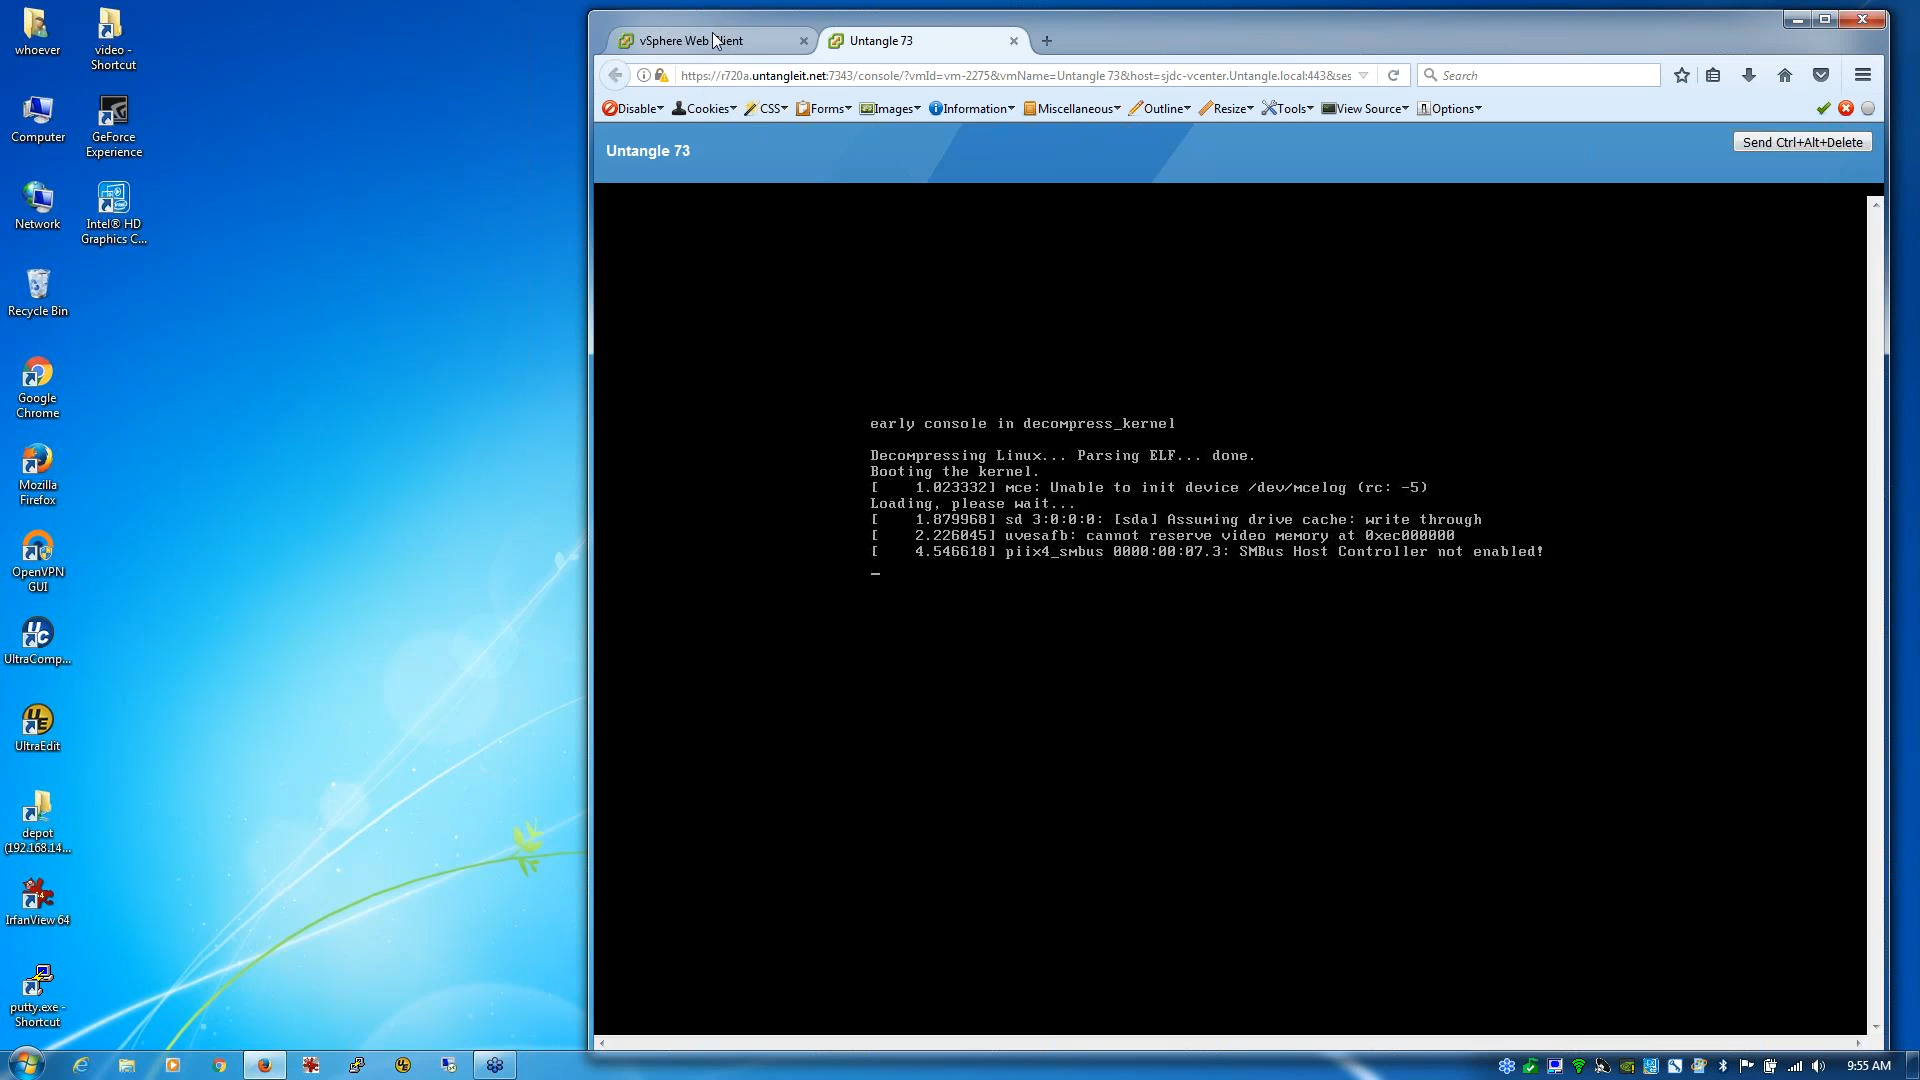 whoever
video -
Shortcut
Computer
GeForce
Experience
Network
Intel® HD
Graphics C...
Recycle Bin
Google
Chrome
Mozilla
Firefox
OpenVPN
GUI
UltraComp...
UltraEdit
depot
(192.168.14...
IrfanView 64
putty.exe -
Shortcut
vSphere Web Client
Untangle 73
https://r720a.untangleit.net:7343/console/?vmId=vm-2275&vmName=Untangle 73&host=sjdc-vcenter.Untangle.local:443&ses
Search
Disable Cookies CSS Forms Images Information Miscellaneous Outline Resize Tools View Source Options
Untangle 73
Send Ctrl+Alt+Delete
early console in decompress_kernel
Decompressing Linux... Parsing ELF... done.
Booting the kernel.
[    1.023332] mce: Unable to init device /dev/mcelog (rc: -5)
Loading, please wait...
[    1.879968] sd 3:0:0:0: [sda] Assuming drive cache: write through
[    2.226045] uvesafb: cannot reserve video memory at 0xec000000
[    4.546618] piix4_smbus 0000:00:07.3: SMBus Host Controller not enabled!
_
9:55 AM